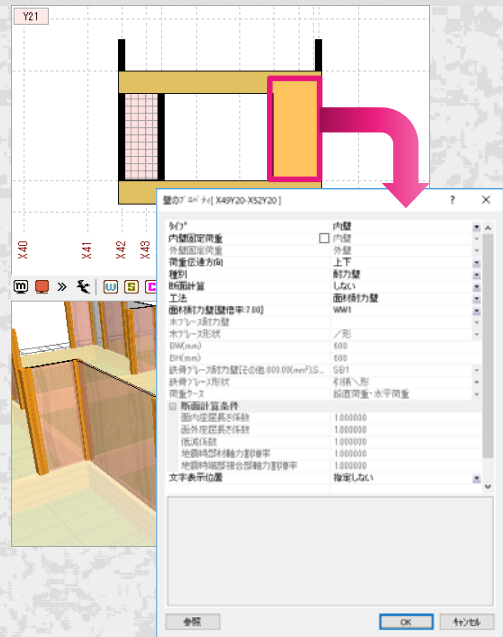 Y21
X40
X41
X42
X43
壁のプロパティ[ X49Y20-X52Y20 ]
?
×
タイプ 内壁
内壁固定荷重 内壁
外壁固定荷重 外壁
荷重伝達方向 上下
種別 耐力壁
断面計算 しない
工法 面材耐力壁
面材耐力壁[壁倍率:7.00] WW1
木ブレース耐力壁
木ブレース形状 ／形
BW(mm) 600
BH(mm) 600
鉄骨ブレース耐力壁[その他,800.00(mm²),S... SB1
鉄骨ブレース形状 引張＼形
荷重ケース 鉛直荷重・水平荷重
断面計算条件
面内座屈長さ係数 1.000000
面外座屈長さ係数 1.000000
低減係数 1.000000
地震時部材軸力割増率 1.000000
地震時端部接合部軸力割増率 1.000000
文字表示位置 指定しない
m
»
W
S
参照
OK
キャンセル